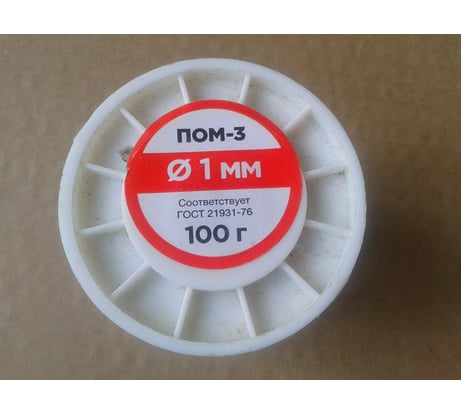 ПОМ-3
Ø 1 мм
Соответствует
ГОСТ 21931-76
100 г